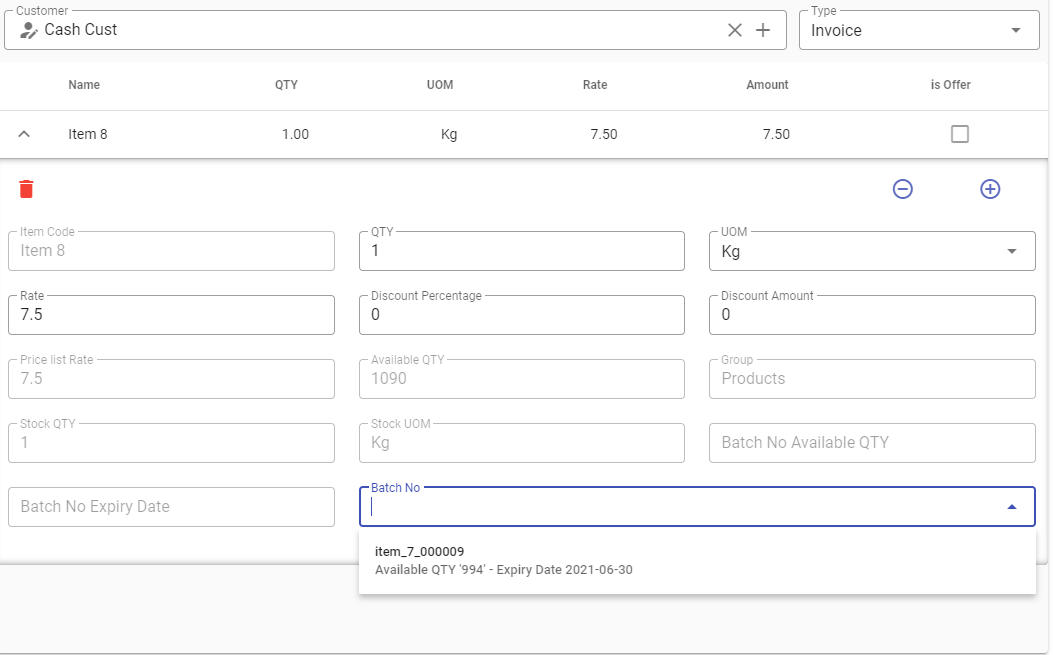 Customer
Type
Cash Cust
Invoice
Name QTY UOM Rate Amount is Offer
Item 8 1.00 Kg 7.50 7.50
Item Code
QTY
UOM
Item 8
1
Kg
Rate
Discount Percentage
Discount Amount
7.5
0
0
Price list Rate
Available QTY
Group
7.5
1090
Products
Stock QTY
Stock UOM
1
Kg
Batch No Available QTY
Batch No
Batch No Expiry Date
item_7_000009
Available QTY '994' - Expiry Date 2021-06-30